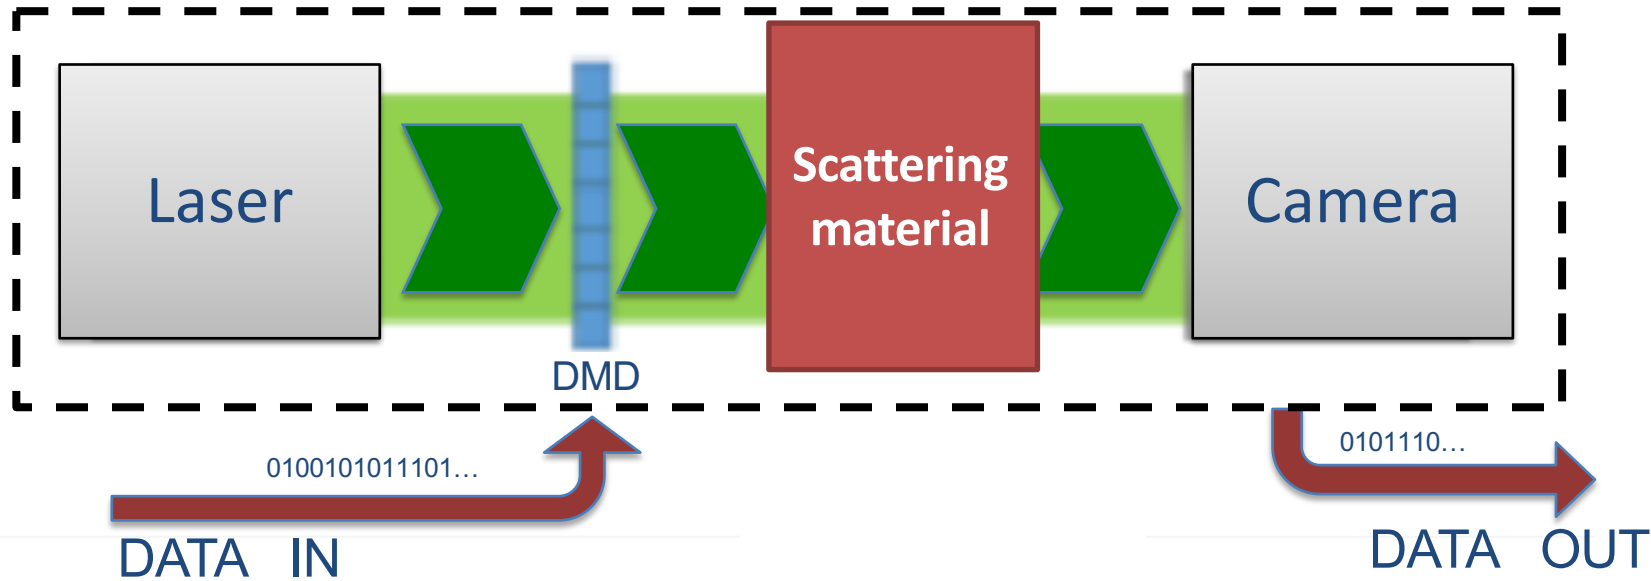 Laser
DMD
Scattering
material
Camera
0100101011101…
DATA IN
0101110…
DATA OUT